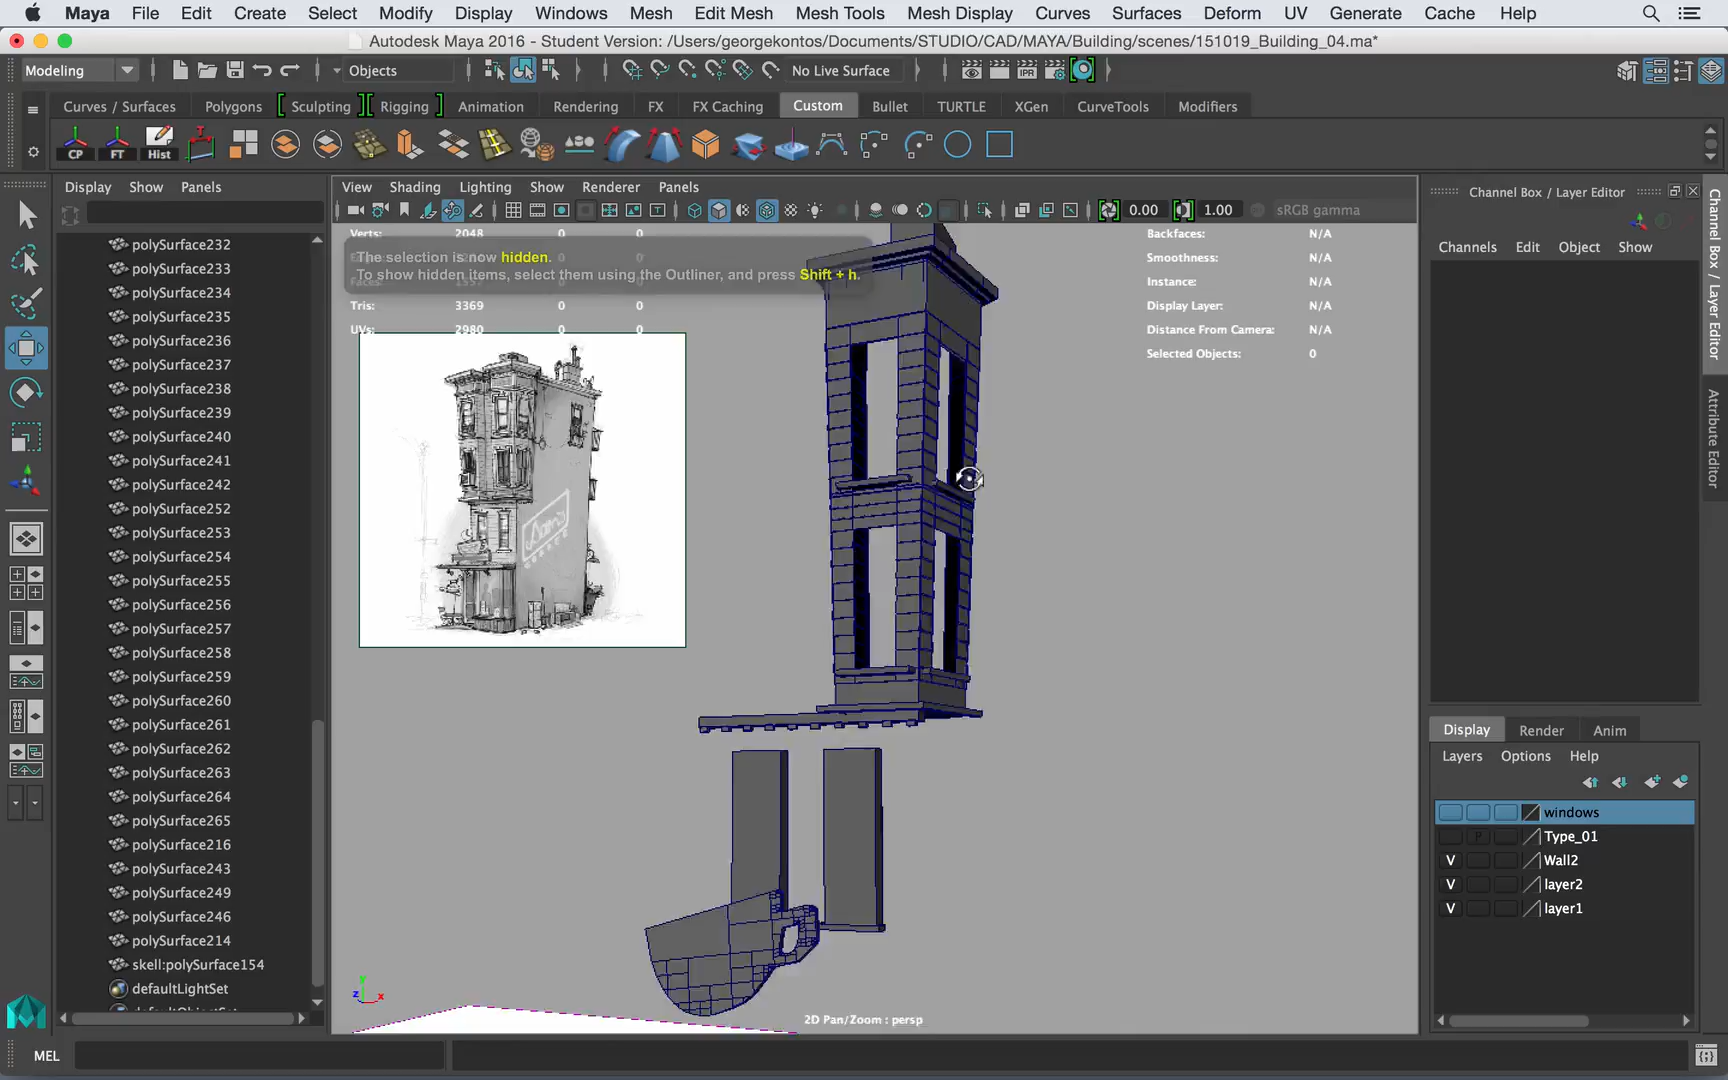 Maya File Edit Create Select Modify Display Windows Mesh Edit Mesh Mesh Tools Mesh Display Curves Surfaces Deform UV Generate Cache Help
Autodesk Maya 2016 - Student Version: /Users/georgekontos/Documents/STUDIO/CAD/MAYA/Building/scenes/151019_Building_04.ma*
Modeling Objects No Live Surface
Curves / Surfaces Polygons Sculpting Rigging Animation Rendering FX FX Caching Custom Bullet TURTLE XGen CurveTools Modifiers
CP FT Hist
Display Show Panels
View Shading Lighting Show Renderer Panels
Channel Box / Layer Editor
0.00 1.00 sRGB gamma
Channels Edit Object Show
Verts: 2048 0 0
The selection is now hidden.
To show hidden items, select them using the Outliner, and press Shift + h.
Tris: 3369 0 0
UVs: 2980 0 0
Backfaces: N/A
Smoothness: N/A
Instance: N/A
Display Layer: N/A
Distance From Camera: N/A
Selected Objects: 0
polySurface232
polySurface233
polySurface234
polySurface235
polySurface236
polySurface237
polySurface238
polySurface239
polySurface240
polySurface241
polySurface242
polySurface252
polySurface253
polySurface254
polySurface255
polySurface256
polySurface257
polySurface258
polySurface259
polySurface260
polySurface261
polySurface262
polySurface263
polySurface264
polySurface265
polySurface216
polySurface243
polySurface249
polySurface246
polySurface214
skell:polySurface154
defaultLightSet
2D Pan/Zoom : persp
Channel Box / Layer Editor
Attribute Editor
Display Render Anim
Layers Options Help
windows
P Type_01
V Wall2
V layer2
V layer1
MEL